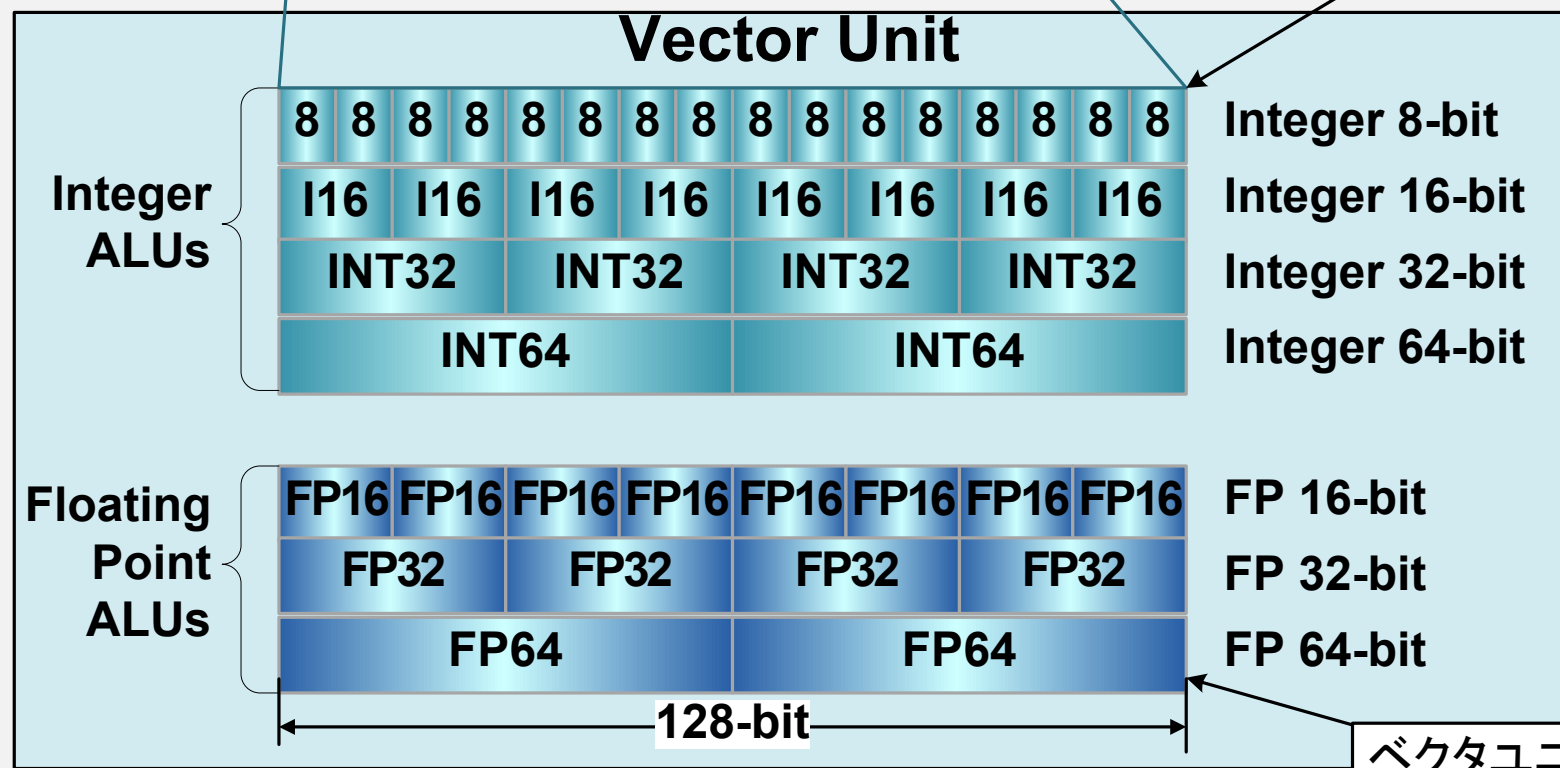 Vector Unit
Integer
ALUs
8 8 8 8 8 8 8 8 8 8 8 8 8 8 8 8
Integer 8-bit
I16 I16 I16 I16 I16 I16 I16 I16
Integer 16-bit
INT32 INT32 INT32 INT32
Integer 32-bit
INT64 INT64
Integer 64-bit
Floating
Point
ALUs
FP16 FP16 FP16 FP16 FP16 FP16 FP16 FP16
FP 16-bit
FP32 FP32 FP32 FP32
FP 32-bit
FP64 FP64
FP 64-bit
128-bit